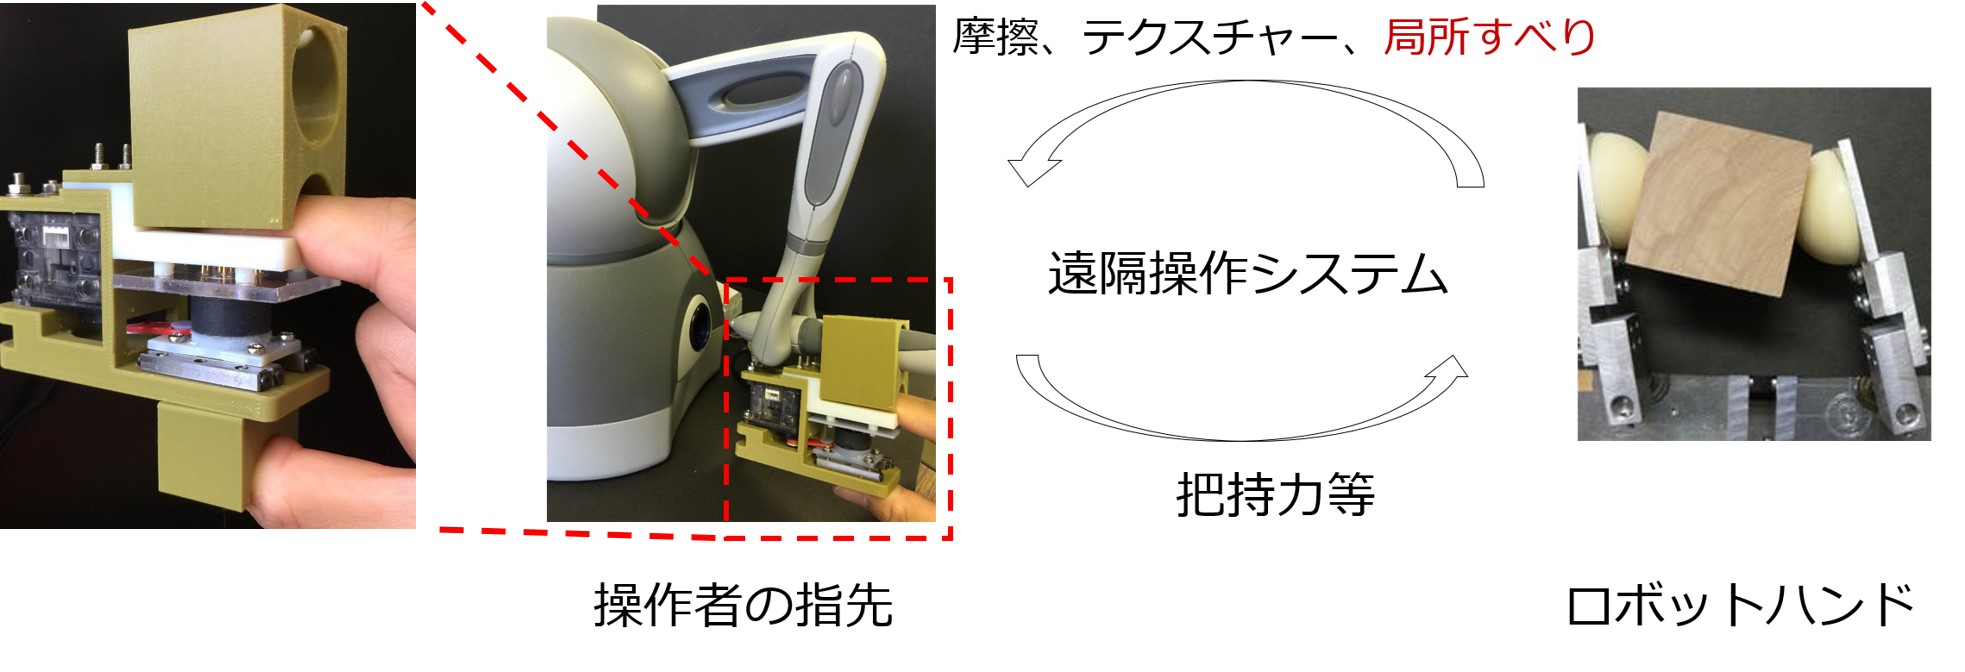 摩擦、テクスチャー、局所すべり
遠隔操作システム
把持力等
操作者の指先
ロボットハンド